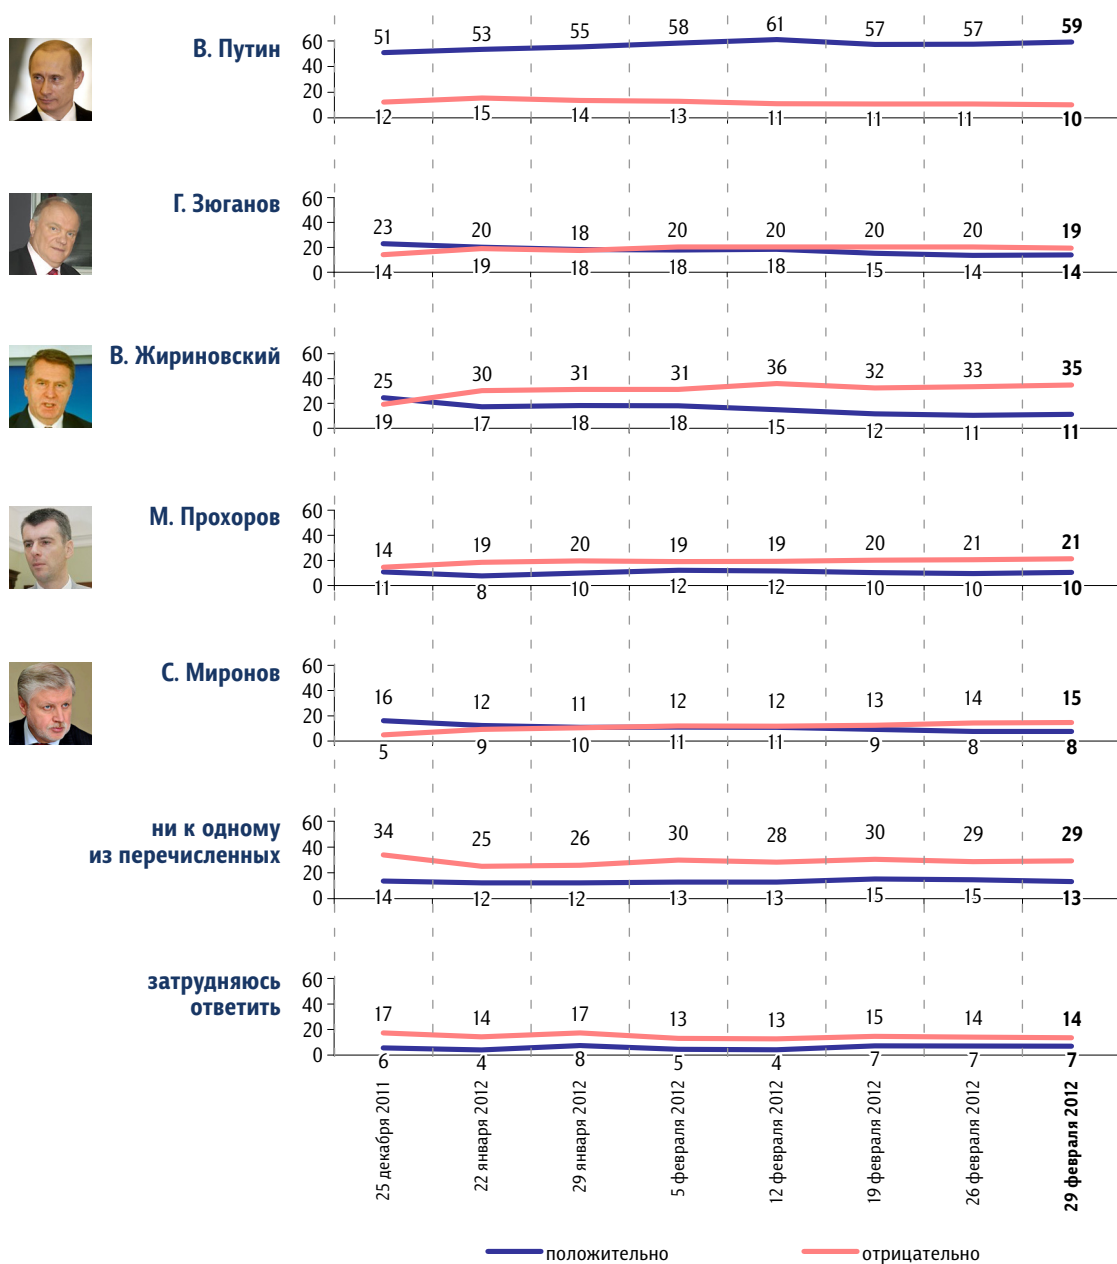 51 53 55 58 61 57 57 59
В. Путин
60
40
20
0
12 15 14 13 11 11 11 10
Г. Зюганов
60
40
20
0
23 20 18 20 20 20 20 19
14 19 18 18 18 15 14 14
В. Жириновский
60
40
20
0
25 30 31 31 36 32 33 35
19 17 18 18 15 12 11 11
М. Прохоров
60
40
20
0
14 19 20 19 19 20 21 21
11 8 10 12 12 10 10 10
С. Миронов
60
40
20
0
16 12 11 12 12 13 14 15
5 9 10 11 11 9 8 8
ни к одному
из перечисленных
60
40
20
0
34 25 26 30 28 30 29 29
14 12 12 13 13 15 15 13
затрудняюсь
ответить
60
40
20
0
17 14 17 13 13 15 14 14
6 4 8 5 4 7 7 7
25 декабря 2011
22 января 2012
29 января 2012
5 февраля 2012
12 февраля 2012
19 февраля 2012
26 февраля 2012
29 февраля 2012
положительно
отрицательно